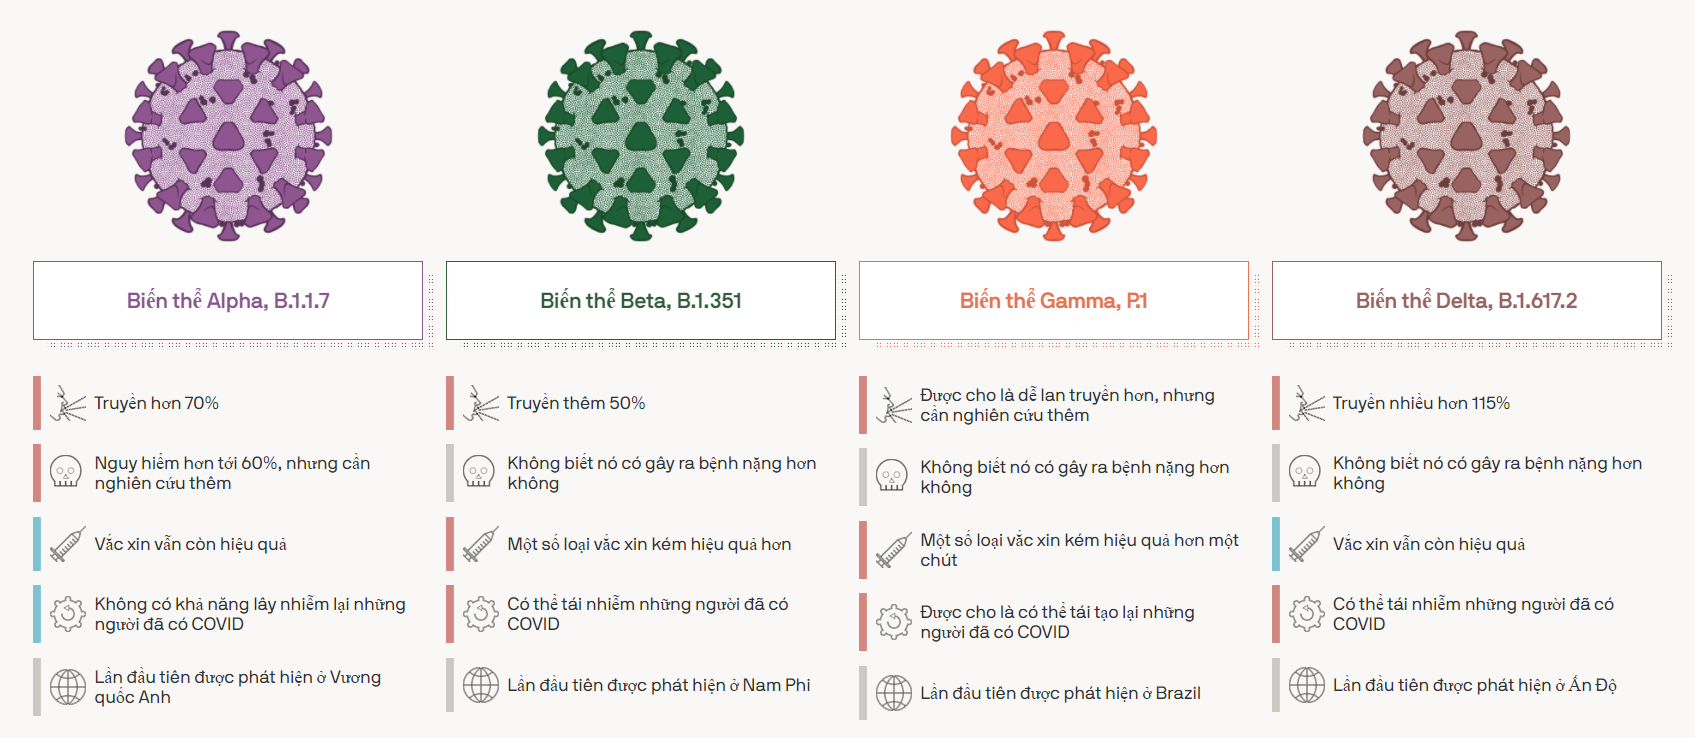 Biến thể Alpha, B.1.1.7
Truyền hơn 70%
Nguy hiểm hơn tới 60%, nhưng cần
nghiên cứu thêm
Vắc xin vẫn còn hiệu quả
Không có khả năng lây nhiễm lại những
người đã có COVID
Lần đầu tiên được phát hiện ở Vương
quốc Anh
Biến thể Beta, B.1.351
Truyền thêm 50%
Không biết nó có gây ra bệnh nặng hơn
không
Một số loại vắc xin kém hiệu quả hơn
Có thể tái nhiễm những người đã có
COVID
Lần đầu tiên được phát hiện ở Nam Phi
Biến thể Gamma, P.1
Được cho là dễ lan truyền hơn, nhưng
cần nghiên cứu thêm
Không biết nó có gây ra bệnh nặng hơn
không
Một số loại vắc xin kém hiệu quả hơn một
chút
Được cho là có thể tái tạo lại những
người đã có COVID
Lần đầu tiên được phát hiện ở Brazil
Biến thể Delta, B.1.617.2
Truyền nhiều hơn 115%
Không biết nó có gây ra bệnh nặng hơn
không
Vắc xin vẫn còn hiệu quả
Có thể tái nhiễm những người đã có
COVID
Lần đầu tiên được phát hiện ở Ấn Độ